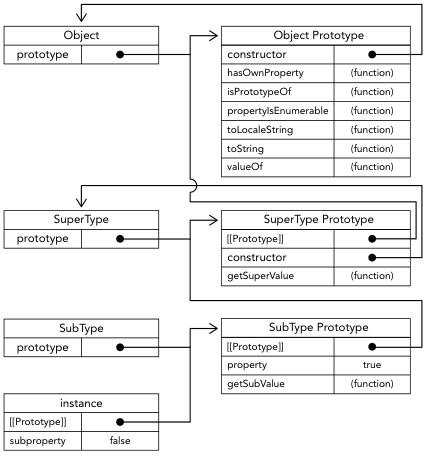 Object
prototype
Object Prototype
constructor
hasOwnProperty (function)
isPrototypeOf (function)
propertyIsEnumerable (function)
toLocaleString (function)
toString (function)
valueOf (function)
SuperType
prototype
SuperType Prototype
[[Prototype]]
constructor
getSuperValue (function)
SubType
prototype
SubType Prototype
[[Prototype]]
property true
getSubValue (function)
instance
[[Prototype]]
subproperty false